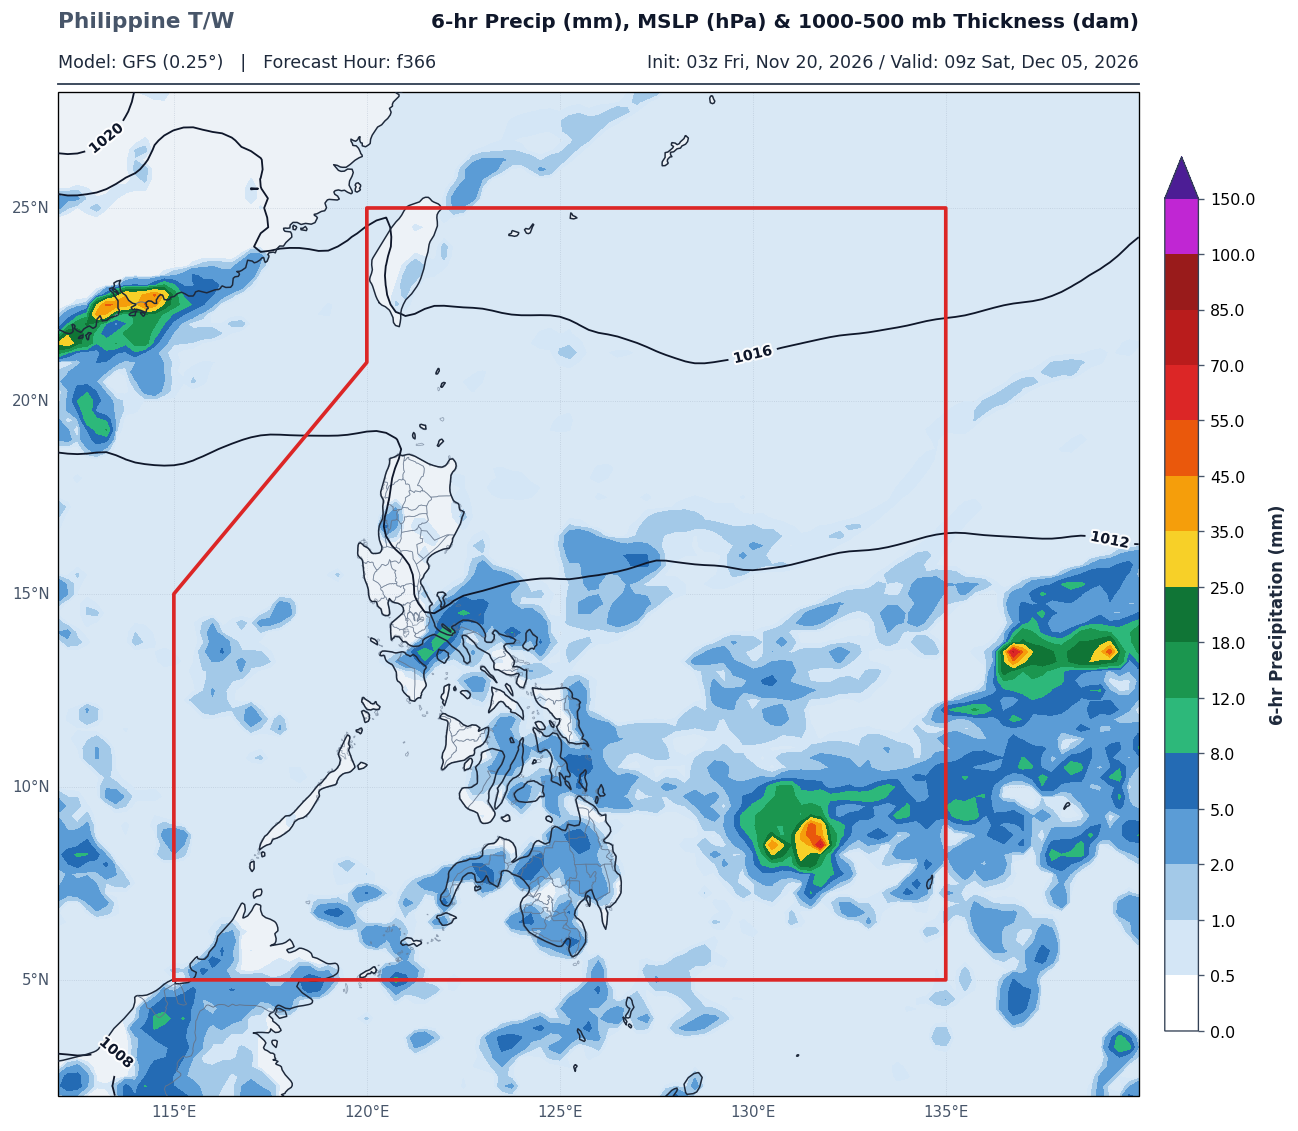 Philippine T/W
6-hr Precip (mm), MSLP (hPa) & 1000-500 mb Thickness (dam)
Model: GFS (0.25°) | Forecast Hour: f366
Init: 03z Fri, Nov 20, 2026 / Valid: 09z Sat, Dec 05, 2026
1020
1016
1012
1008
25°N
20°N
15°N
10°N
5°N
115°E
120°E
125°E
130°E
135°E
150.0
100.0
85.0
70.0
55.0
45.0
35.0
25.0
18.0
12.0
8.0
5.0
2.0
1.0
0.5
0.0
6-hr Precipitation (mm)